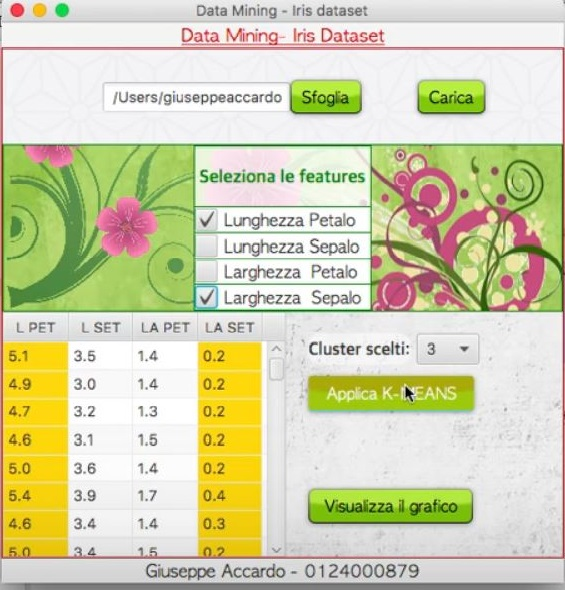 Data Mining - Iris dataset
Data Mining- Iris Dataset
/Users/giuseppeaccardo Sfoglia Carica
Seleziona le features
Lunghezza Petalo
Lunghezza Sepalo
Larghezza Petalo
Larghezza Sepalo
L PET L SET LA PET LA SET
5.1 3.5 1.4 0.2
4.9 3.0 1.4 0.2
4.7 3.2 1.3 0.2
4.6 3.1 1.5 0.2
5.0 3.6 1.4 0.2
5.4 3.9 1.7 0.4
4.6 3.4 1.4 0.3
5.0 3.4 1.5 0.2
Cluster scelti: 3
Applica K-MEANS
Visualizza il grafico
Giuseppe Accardo - 0124000879